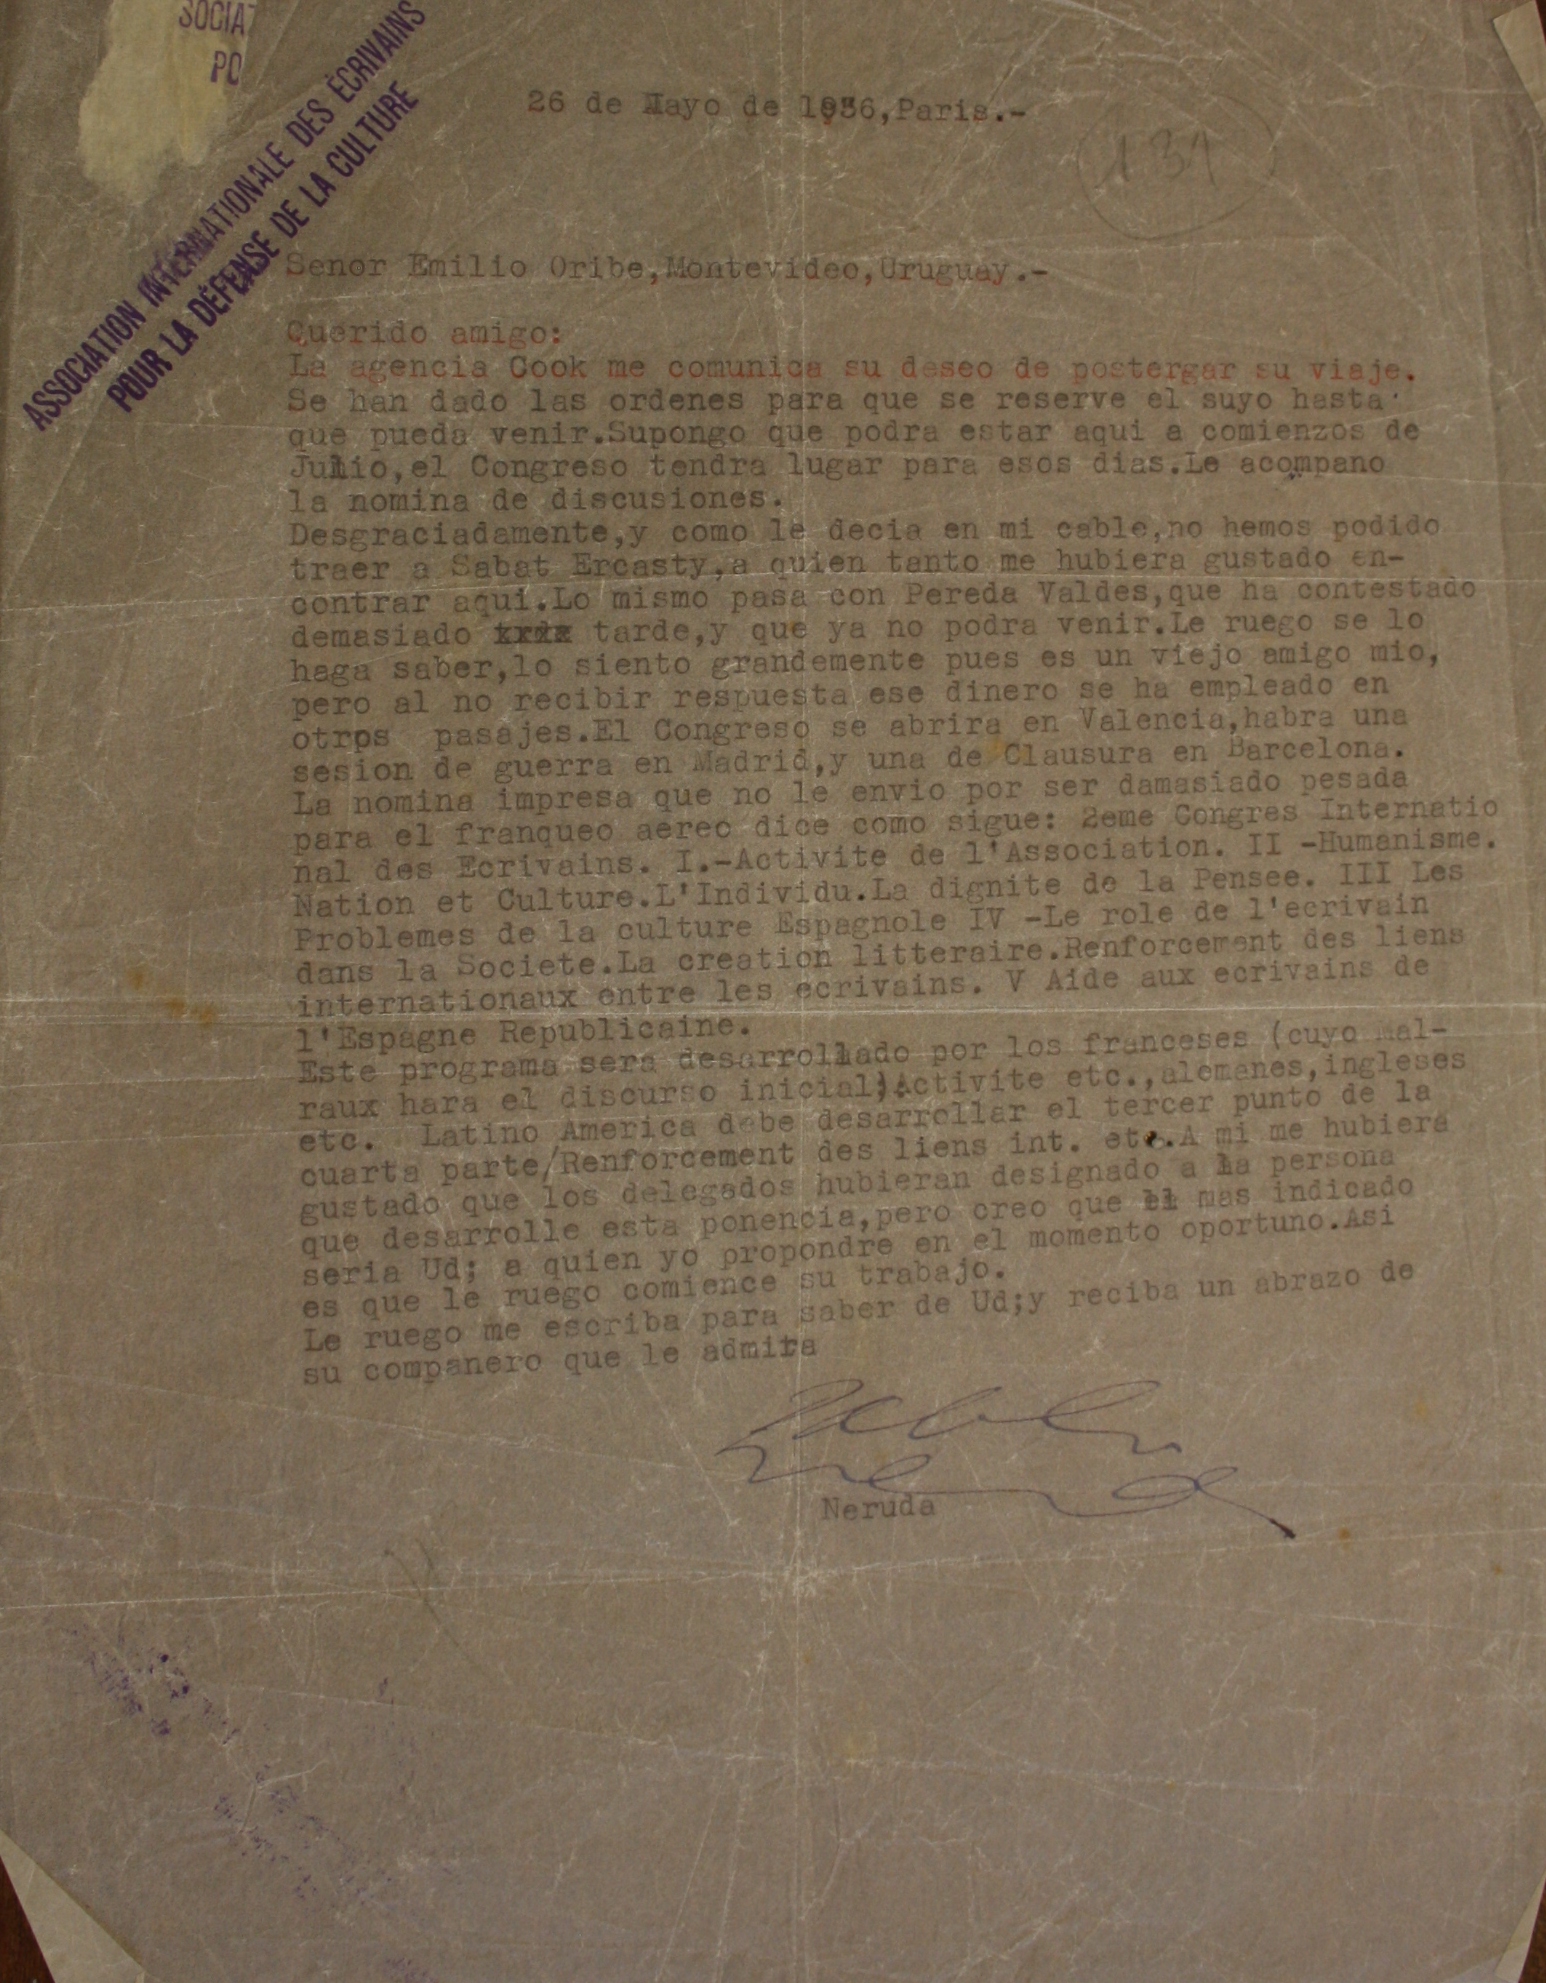 SOCIAT
PO
ASSOCIATION INTERNATIONALE DES ÉCRIVAINS
POUR LA DÉFENSE DE LA CULTURE
26 de Mayo de 1936,Paris.-
131
Senor Emilio Oribe,Montevideo,Uruguay.-
Querido amigo:
La agencia Cook me comunica su deseo de postergar su viaje.
Se han dado las ordenes para que se reserve el suyo hasta
que pueda venir.Supongo que podra estar aqui a comienzos de
Julio,el Congreso tendra lugar para esos dias.Le acompano
la nomina de discusiones.
Desgraciadamente,y como le decia en mi cable,no hemos podido
traer a Sabat Ercasty,a quien tanto me hubiera gustado en-
contrar aqui.Lo mismo pasa con Pereda Valdes,que ha contestado
demasiado tarde,y que ya no podra venir.Le ruego se lo
haga saber,lo siento grandemente pues es un viejo amigo mio,
pero al no recibir respuesta ese dinero se ha empleado en
otros pasajes.El Congreso se abrira en Valencia,habra una
sesion de guerra en Madrid,y una de Clausura en Barcelona.
La nomina impresa que no le envio por ser damasiado pesada
para el franqueo aereo dice como sigue: 2eme Congres Internatio
nal des Ecrivains. I.-Activite de l'Association. II -Humanisme.
Nation et Culture.L'Individu.La dignite de la Pensee. III Les
Problemes de la culture Espagnole IV -Le role de l'ecrivain
dans la Societe.La creation litteraire.Renforcement des liens
internationaux entre les ecrivains. V Aide aux ecrivains de
l'Espagne Republicaine.
Este programa sera desarrollado por los franceses (cuyo Mal-
raux hara el discurso inicial)Activite etc.,alemanes,ingleses
etc. Latino America debe desarrollar el tercer punto de la
cuarta parte/Renforcement des liens int. etc.A mi me hubiera
gustado que los delegados hubieran designado a la persona
que desarrolle esta ponencia,pero creo que el mas indicado
seria Ud; a quien yo propondre en el momento oportuno.Asi
es que le ruego comience su trabajo.
Le ruego me escriba para saber de Ud;y reciba un abrazo de
su companero que le admira
Pablo
Neruda
Neruda